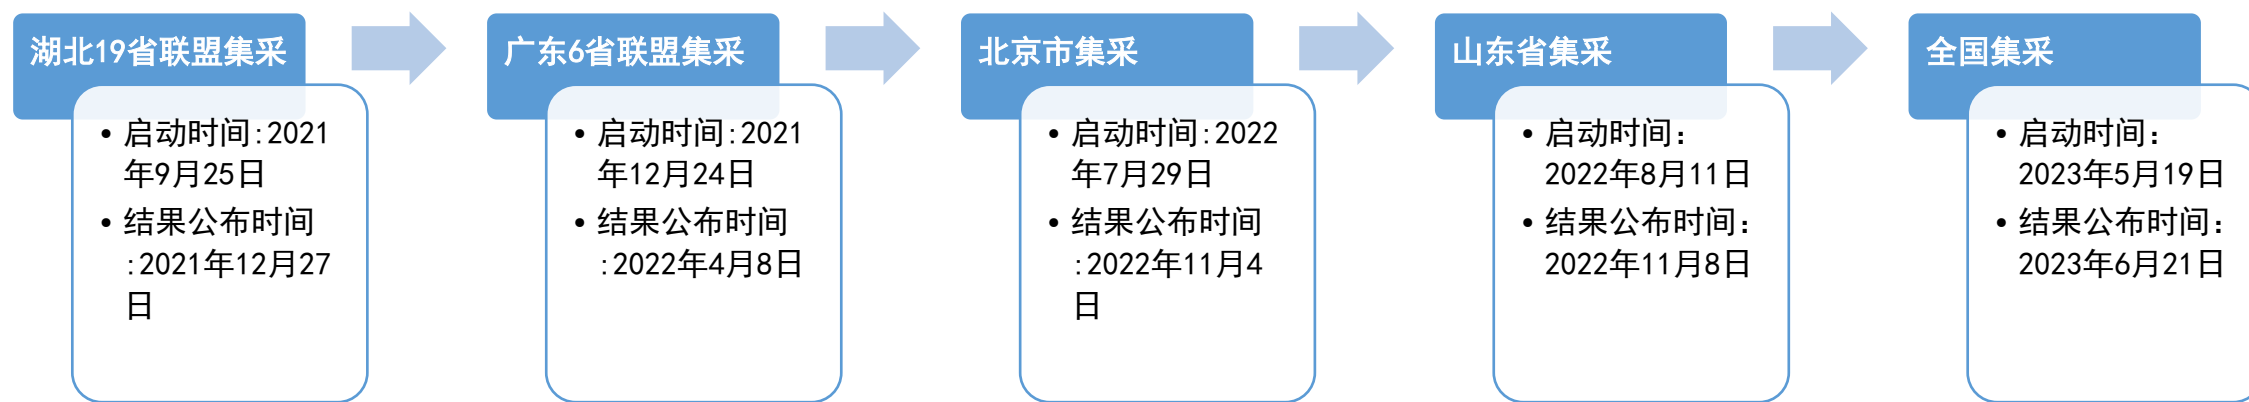 湖北19省联盟集采
• 启动时间:2021
年9月25日
• 结果公布时间
:2021年12月27
日
广东6省联盟集采
• 启动时间:2021
年12月24日
• 结果公布时间
:2022年4月8日
北京市集采
• 启动时间:2022
年7月29日
• 结果公布时间
:2022年11月4
日
山东省集采
• 启动时间：
2022年8月11日
• 结果公布时间：
2022年11月8日
全国集采
• 启动时间：
2023年5月19日
• 结果公布时间：
2023年6月21日